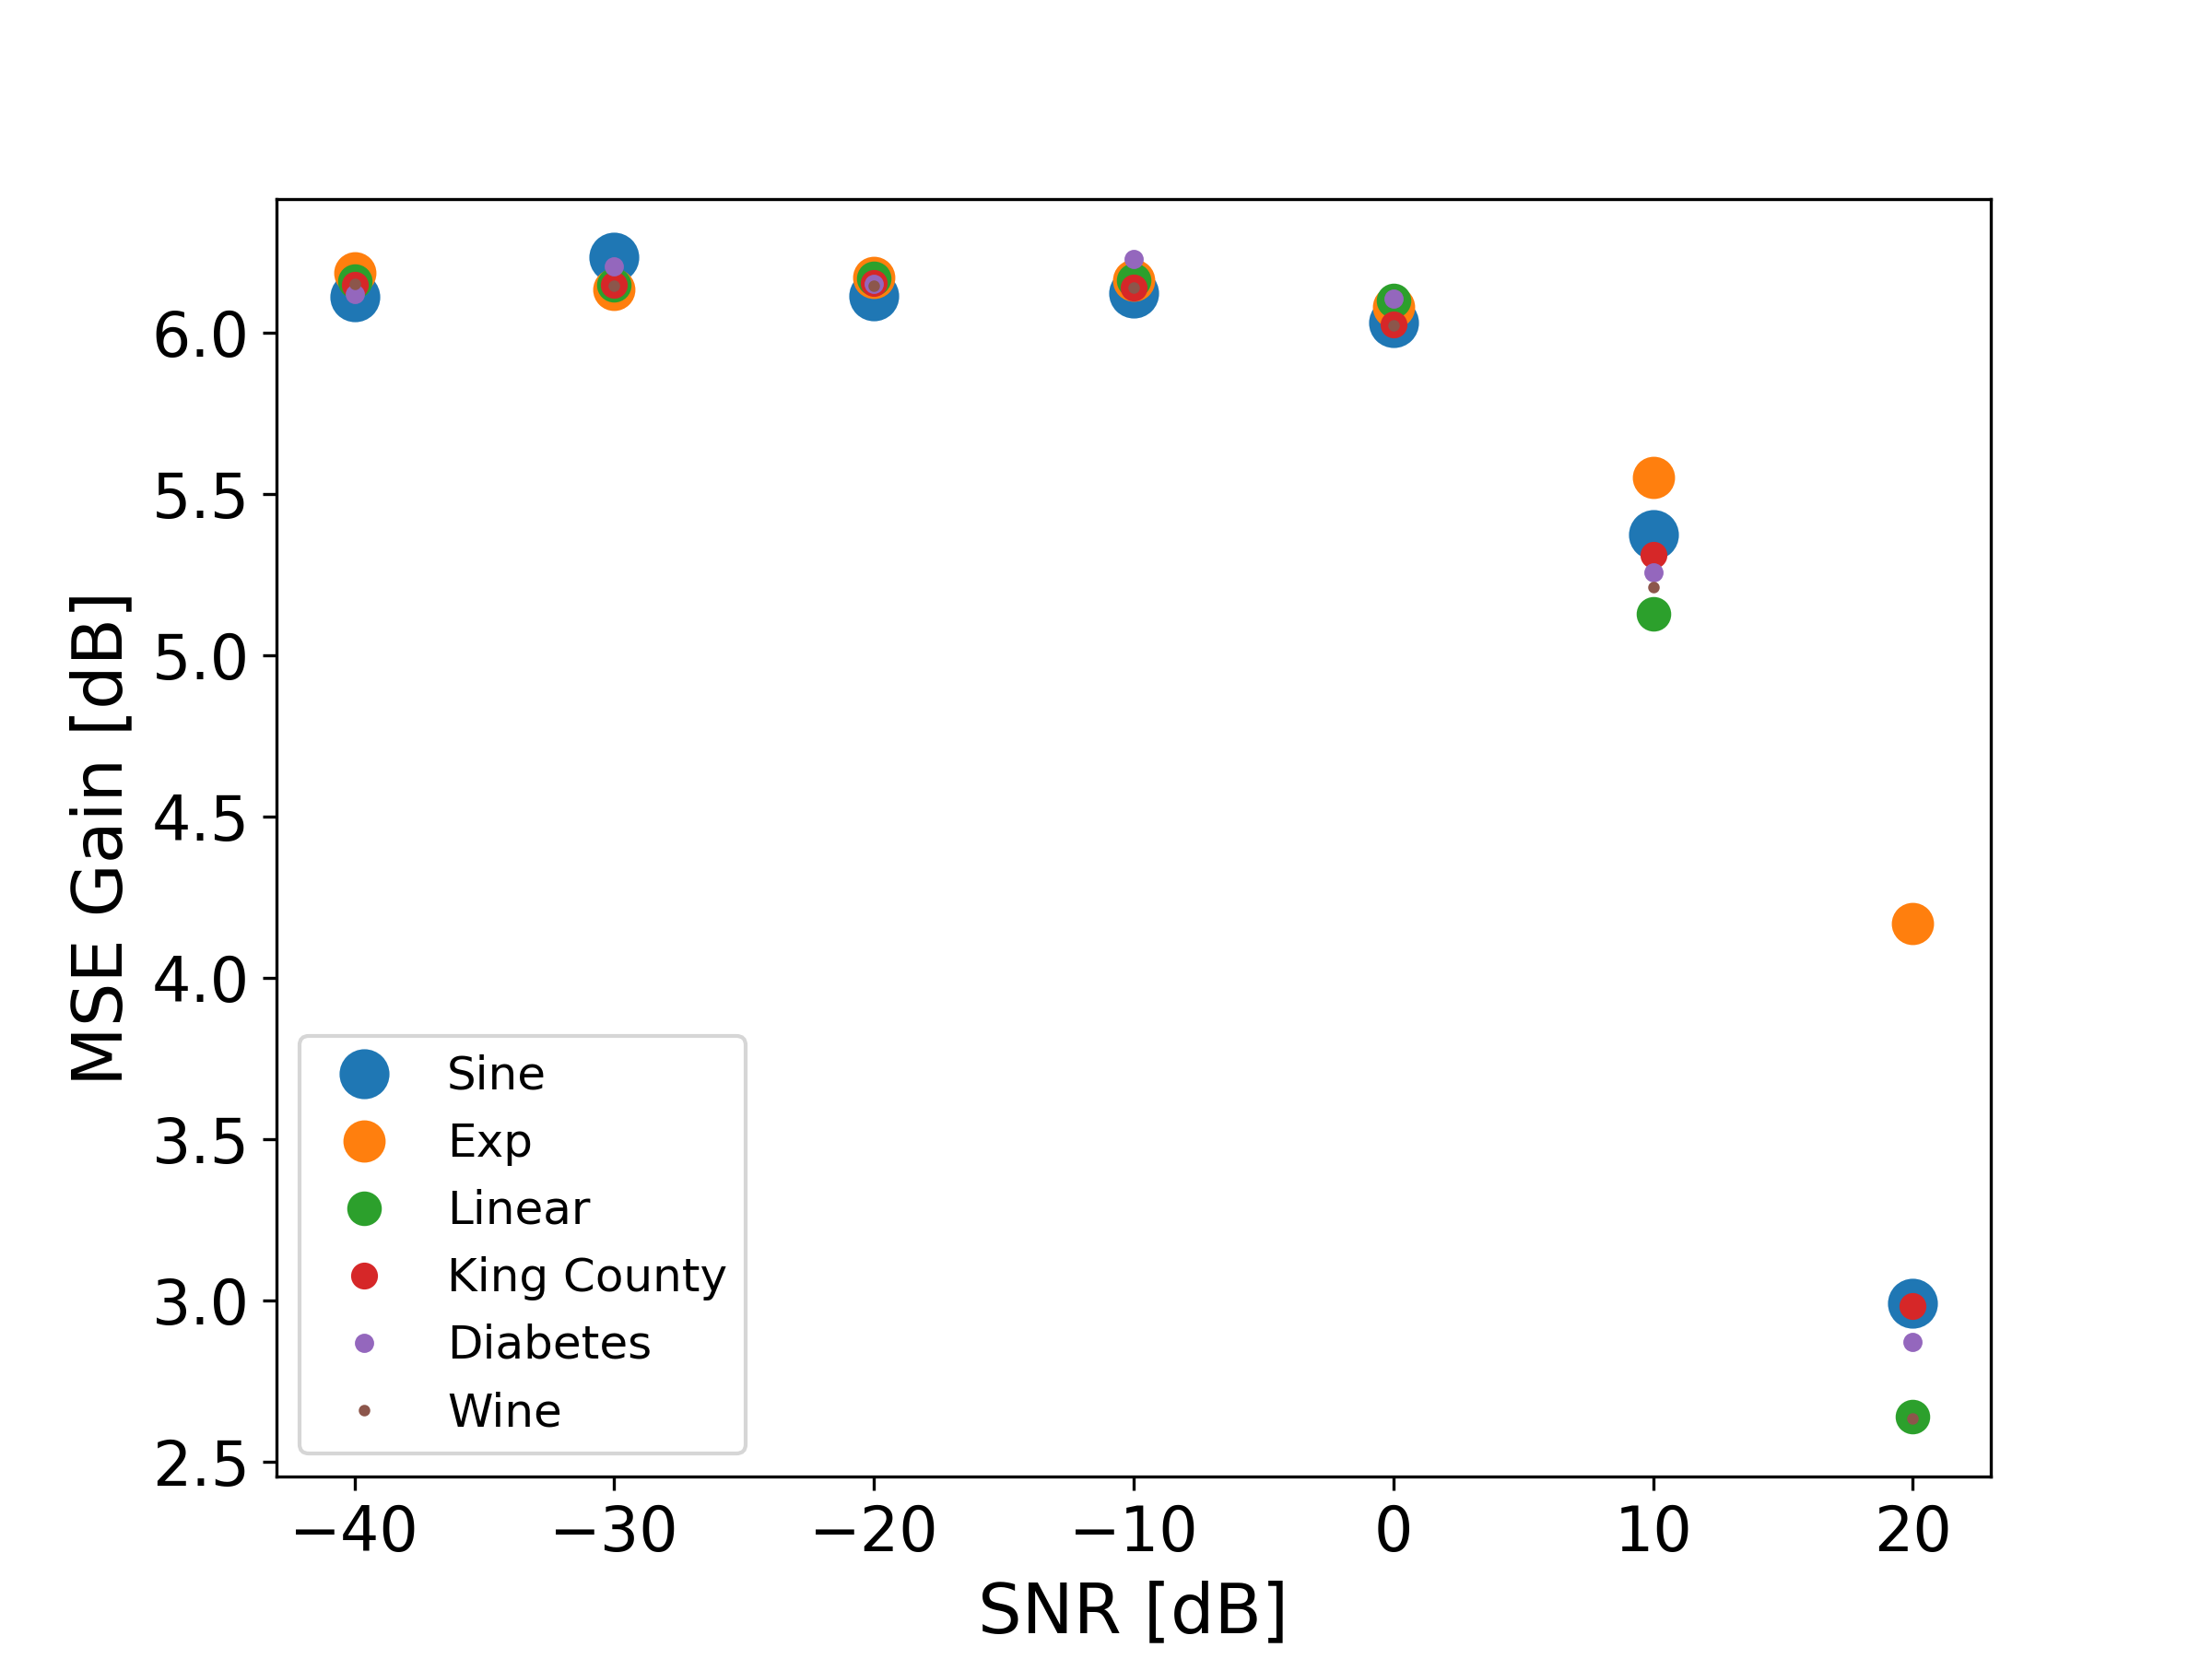 MSE Gain [dB]
6.0
5.5
5.0
4.5
4.0
3.5
3.0
2.5
Sine
Exp
Linear
King County
Diabetes
Wine
−40 −30 −20 −10 0 10 20
SNR [dB]